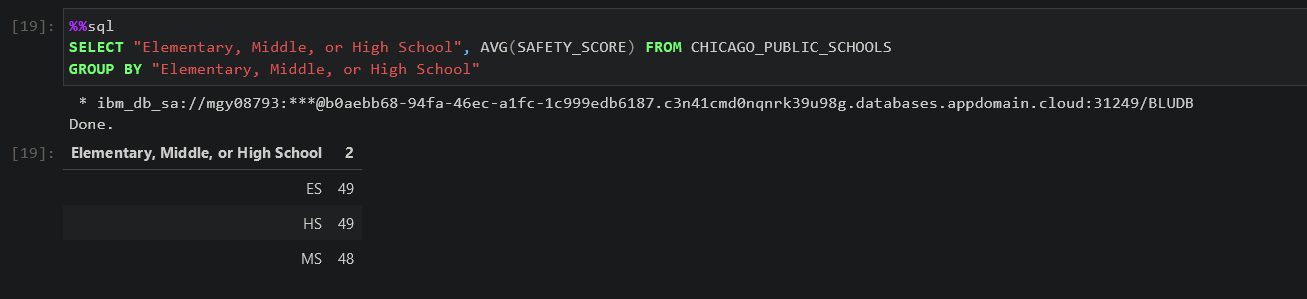 [19]: %%sql
SELECT "Elementary, Middle, or High School", AVG(SAFETY_SCORE) FROM CHICAGO_PUBLIC_SCHOOLS
GROUP BY "Elementary, Middle, or High School"
* ibm_db_sa://mgy08793:***@b0aebb68-94fa-46ec-a1fc-1c999edb6187.c3n41cmd0nqnrk39u98g.databases.appdomain.cloud:31249/BLUDB
Done.
[19]: Elementary, Middle, or High School 2
ES 49
HS 49
MS 48